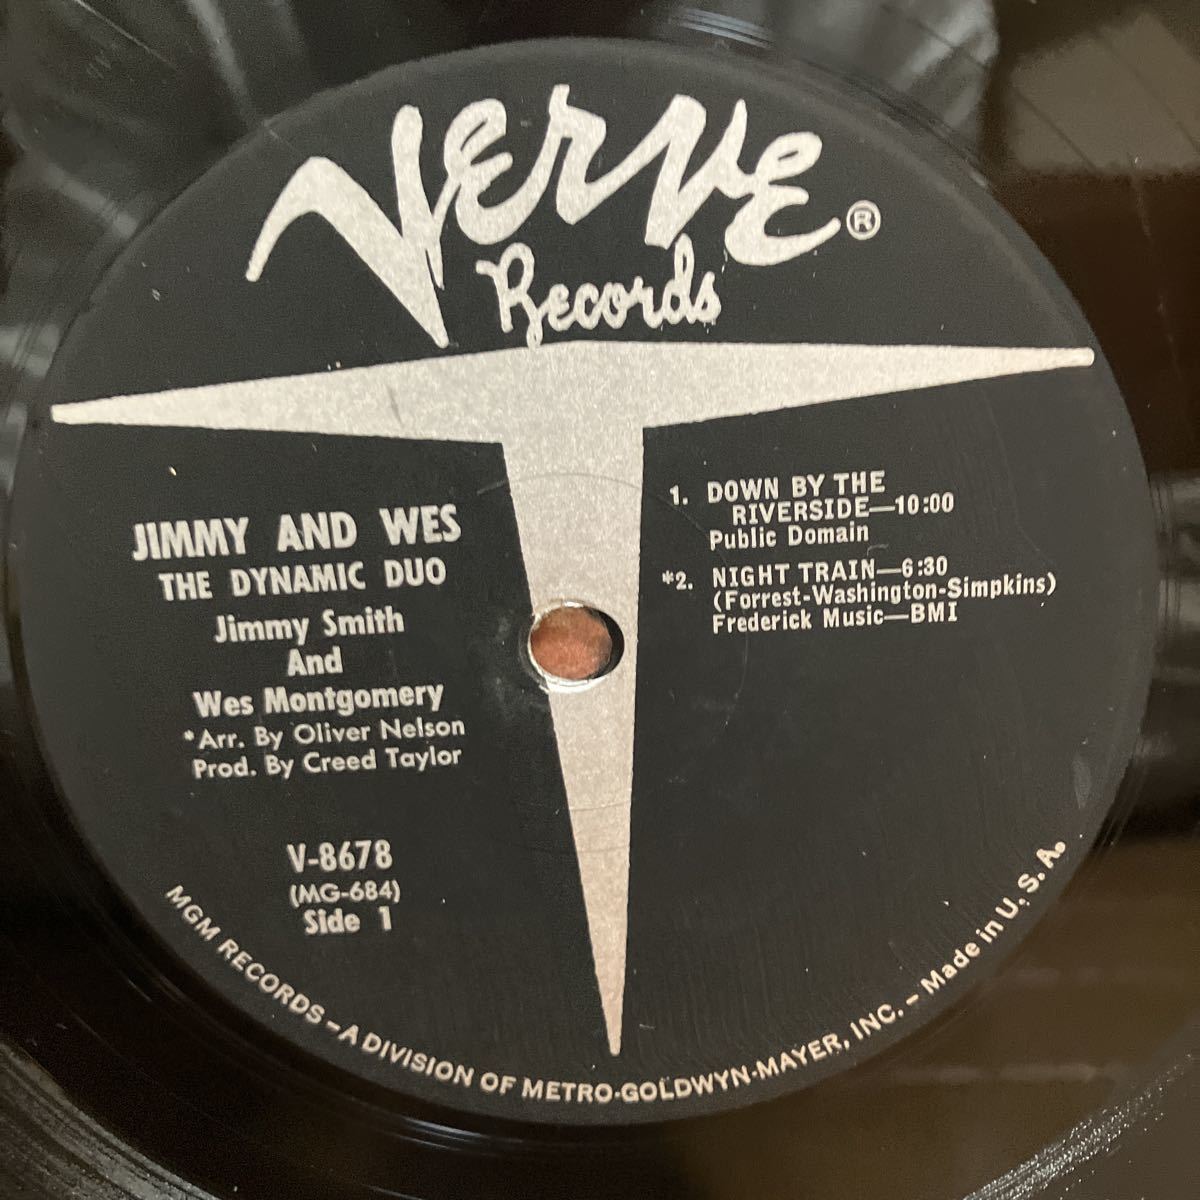 Verve®
Records
JIMMY AND WES
THE DYNAMIC DUO
Jimmy Smith
And
Wes Montgomery
*Arr. By Oliver Nelson
Prod. By Creed Taylor
V-8678
(MG-684)
Side 1
1. DOWN BY THE
RIVERSIDE—10:00
Public Domain
*2. NIGHT TRAIN—6:30
(Forrest-Washington-Simpkins)
Frederick Music—BMI
MGM RECORDS – A DIVISION OF METRO-GOLDWYN-MAYER, INC. – Made in U. S. A.